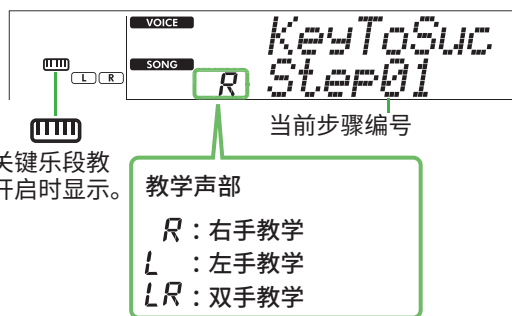 VOICE
KeyToSuc
SONG
L R
R
Step01
当前步骤编号
关键乐段教
开启时显示。
教学声部
R：右手教学
L：左手教学
LR：双手教学